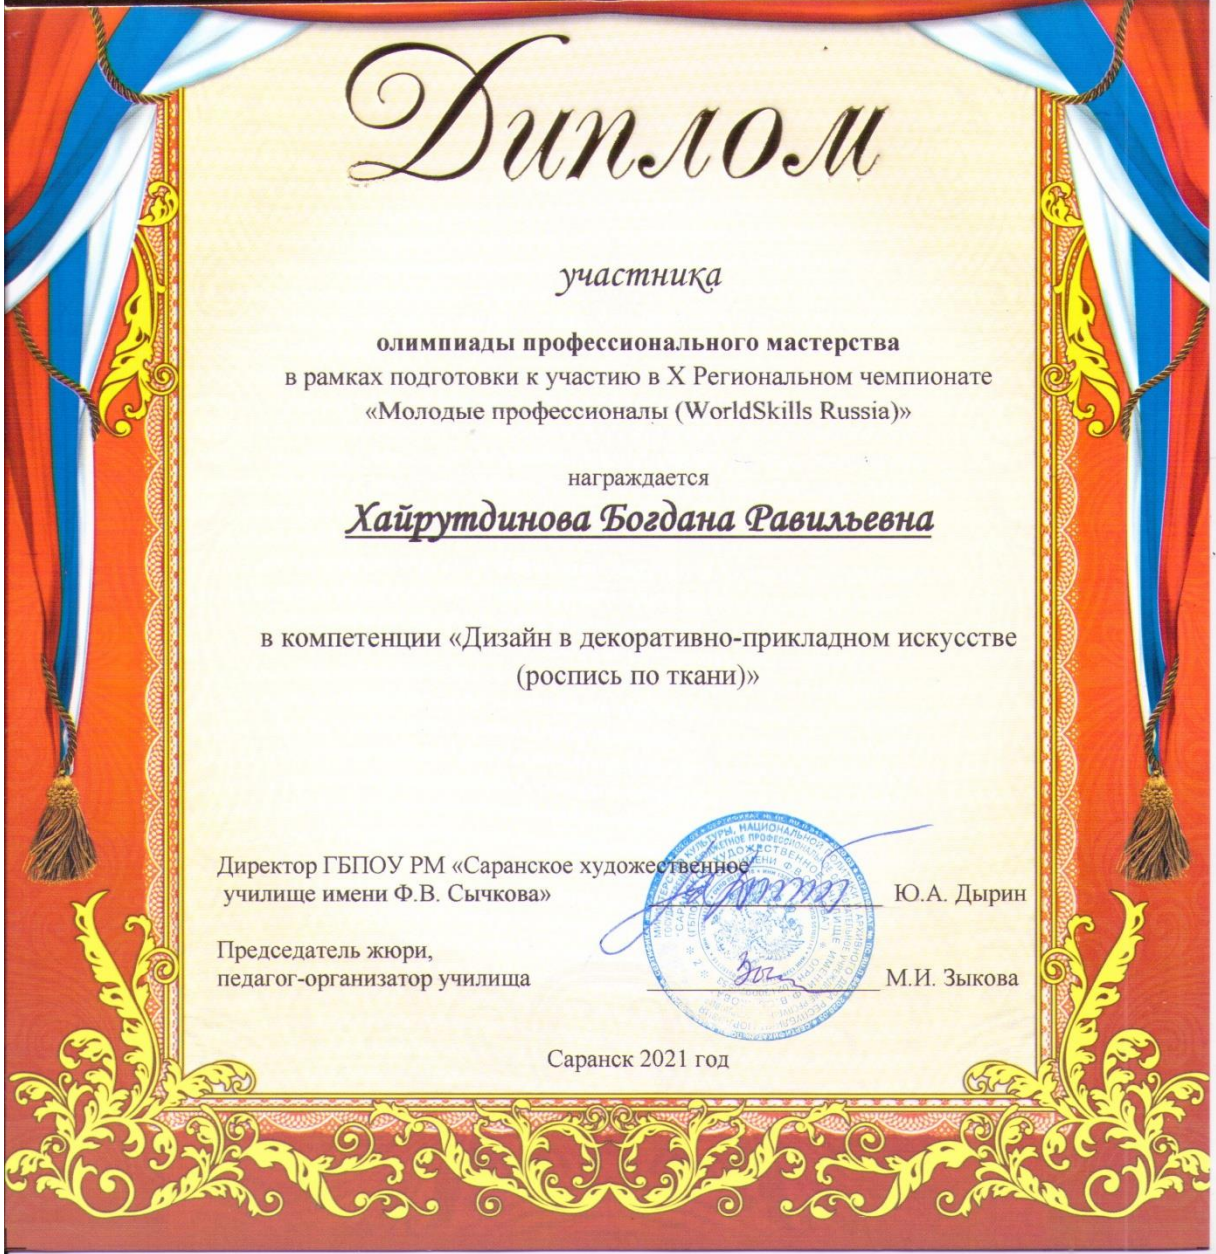 Диплом
участника
олимпиады профессионального мастерства
в рамках подготовки к участию в X Региональном чемпионате
«Молодые профессионалы (WorldSkills Russia)»
награждается
Хайрутдинова Богдана Равильевна
в компетенции «Дизайн в декоративно-прикладном искусстве
(роспись по ткани)»
Директор ГБПОУ РМ «Саранское художественное
училище имени Ф.В. Сычкова»
Ю.А. Дырин
Председатель жюри,
педагог-организатор училища
М.И. Зыкова
Саранск 2021 год